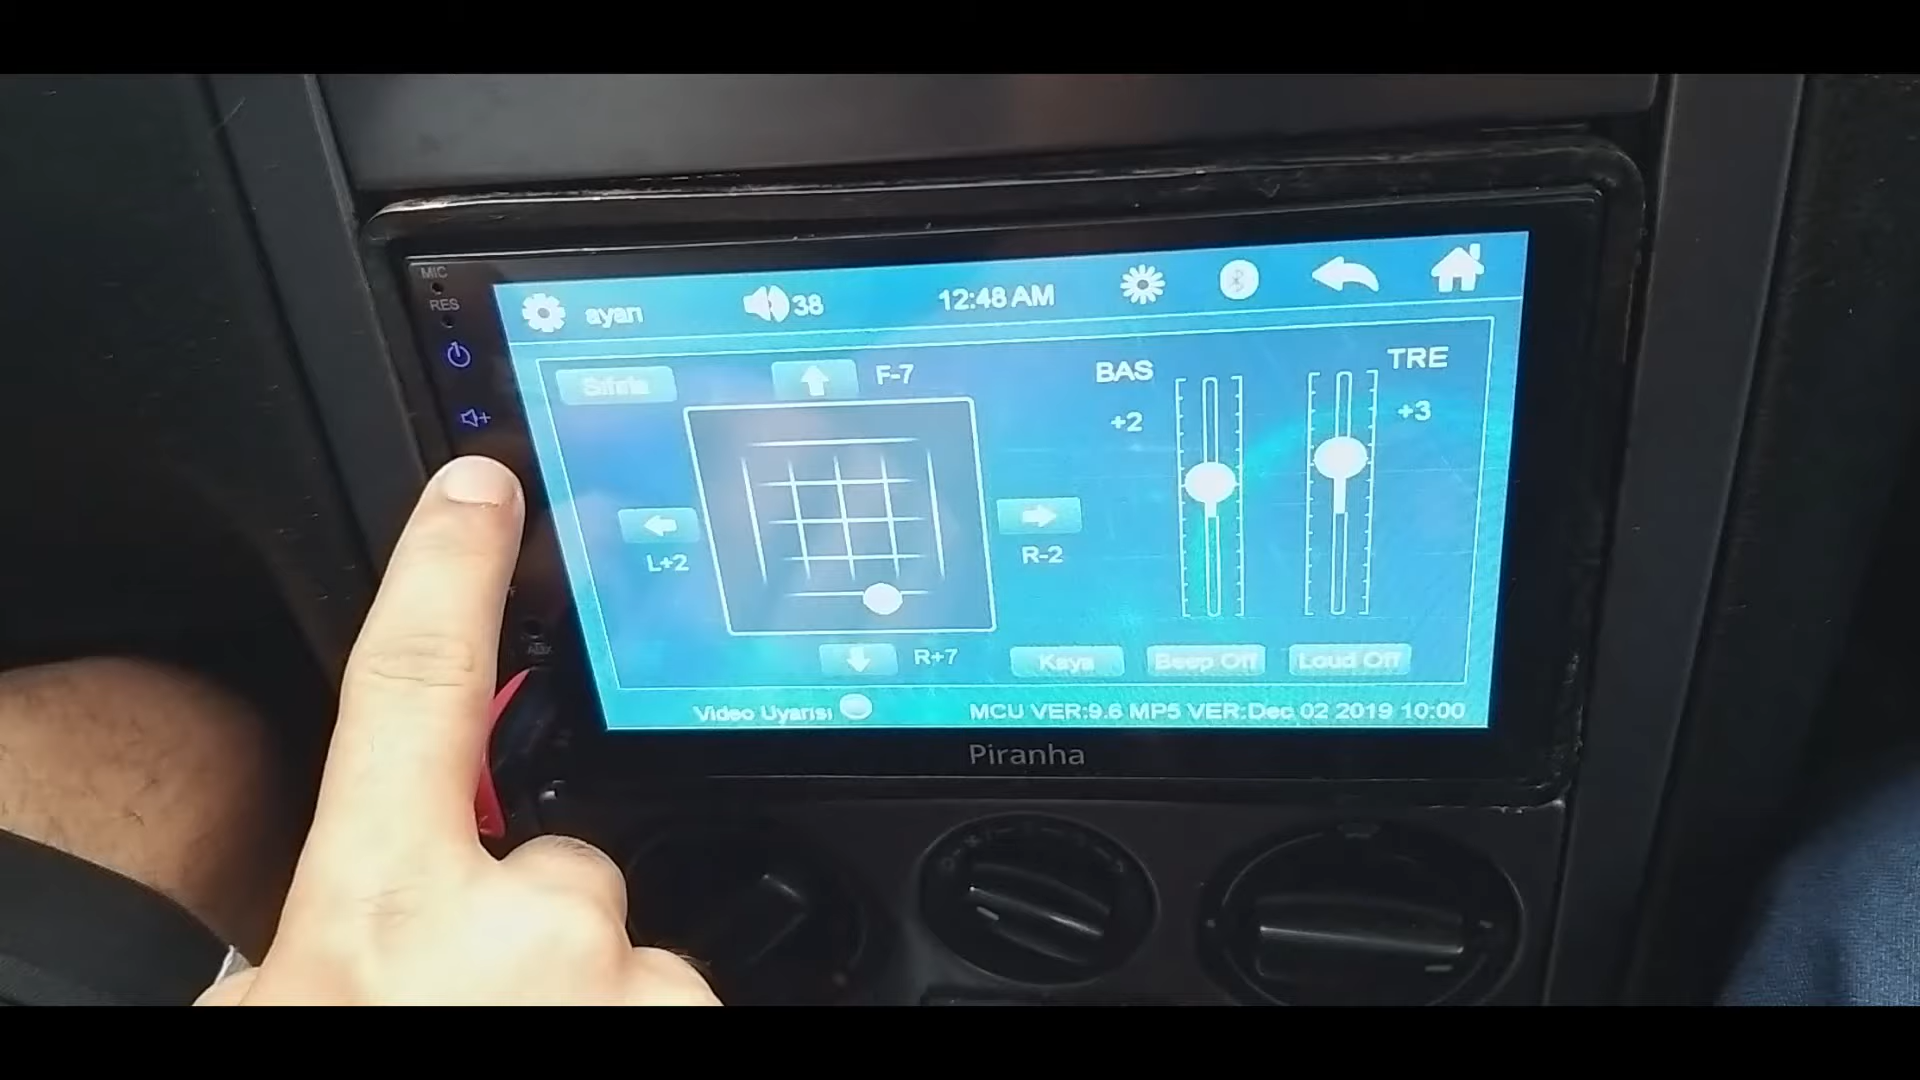 MIC
RES
ayarı
38
12:48 AM
Sıfırla
F-7
BAS
TRE
+2
+3
L+2
R-2
R+7
Kaya
Beep Off
Loud Off
Video Uyarısı
MCU VER:9.6 MP5 VER:Dec 02 2019 10:00
Piranha
AUX